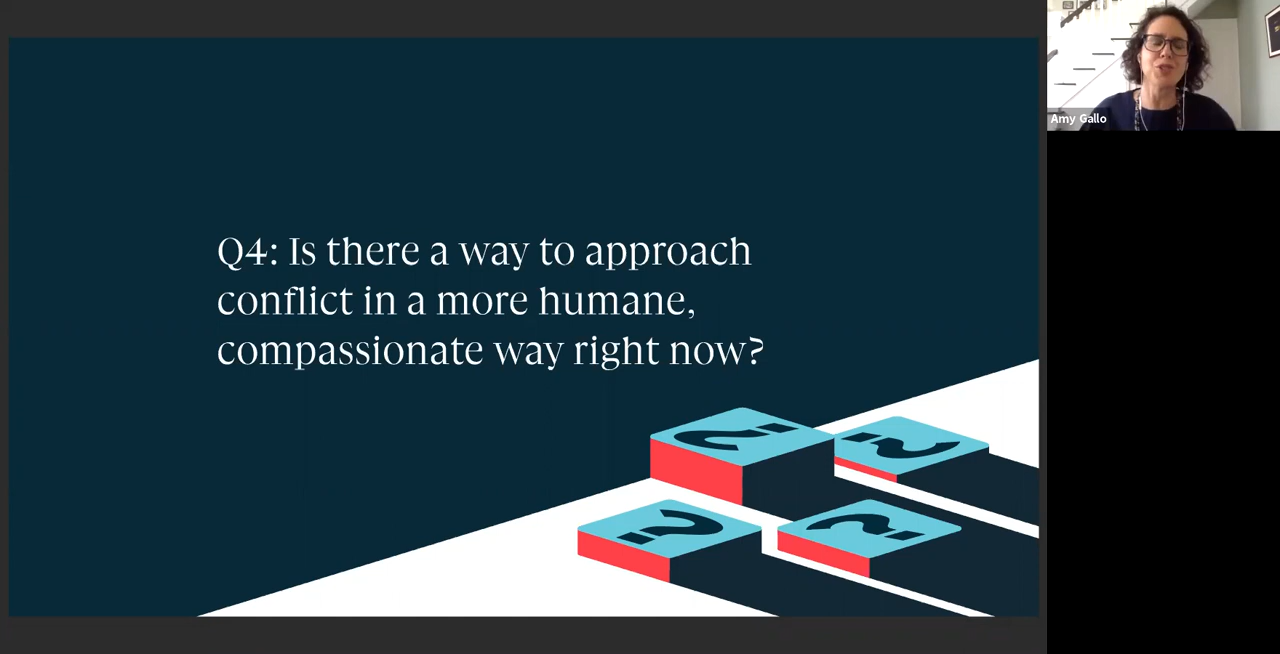 Q4: Is there a way to approach
conflict in a more humane,
compassionate way right now?
?
?
?
?
Amy Gallo